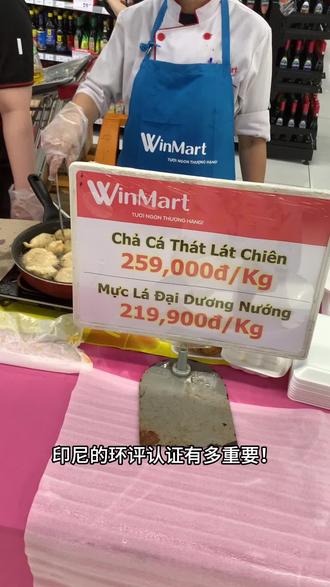 WinMart
WinMart
TƯƠI NGON THƯỢNG HẠNG!
WinMart
TƯƠI NGON THƯỢNG HẠNG!
Chả Cá Thát Lát Chiên
259,000đ/Kg
Mực Lá Đại Dương Nướng
219,900đ/Kg
印尼的环评认证有多重要!